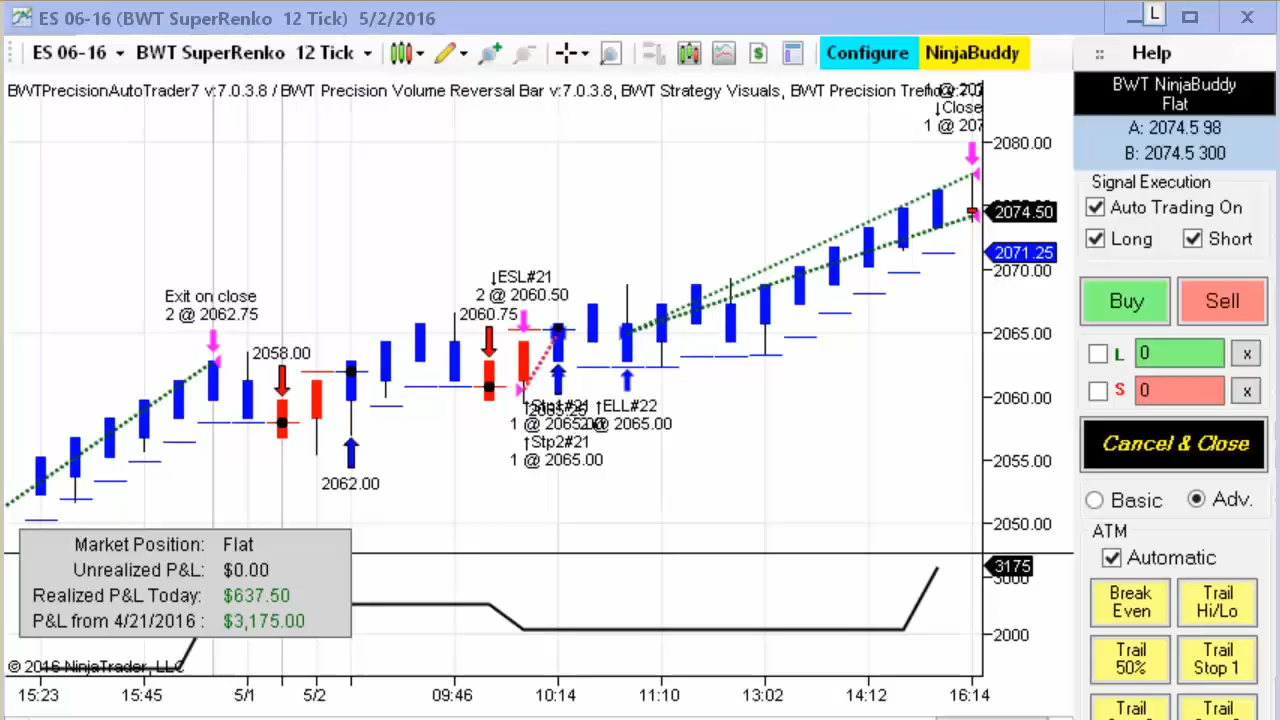 ES 06-16 (BWT SuperRenko 12 Tick) 5/2/2016
L
ES 06-16 BWT SuperRenko 12 Tick
Configure NinjaBuddy
Help
BWTPrecisionAutoTrader7 v:7.0.3.8 / BWT Precision Volume Reversal Bar v:7.0.3.8, BWT Strategy Visuals, BWT Precision
↓Close
1 @ 207
2080.00
2074.50
2071.25
2070.00
2065.00
2060.00
2055.00
2050.00
Exit on close
2 @ 2062.75
2058.00
2062.00
↓ESL#21
2 @ 2060.50
2060.75
↑ELL#22
1 @ 2065.00
↑Stp2#21
1 @ 2065.00
Market Position: Flat
Unrealized P&L: $0.00
Realized P&L Today: $637.50
P&L from 4/21/2016 : $3,175.00
3175
3000
2000
© 2016 NinjaTrader, LLC
15:23 15:45 5/1 5/2 09:46 10:14 11:10 13:02 14:12 16:14
BWT NinjaBuddy
Flat
A: 2074.5 98
B: 2074.5 300
Signal Execution
Auto Trading On
Long Short
Buy Sell
L 0 x
S 0 x
Cancel & Close
Basic Adv.
ATM
Automatic
Break Even
Trail Hi/Lo
Trail 50%
Trail Stop 1
Trail
Trail